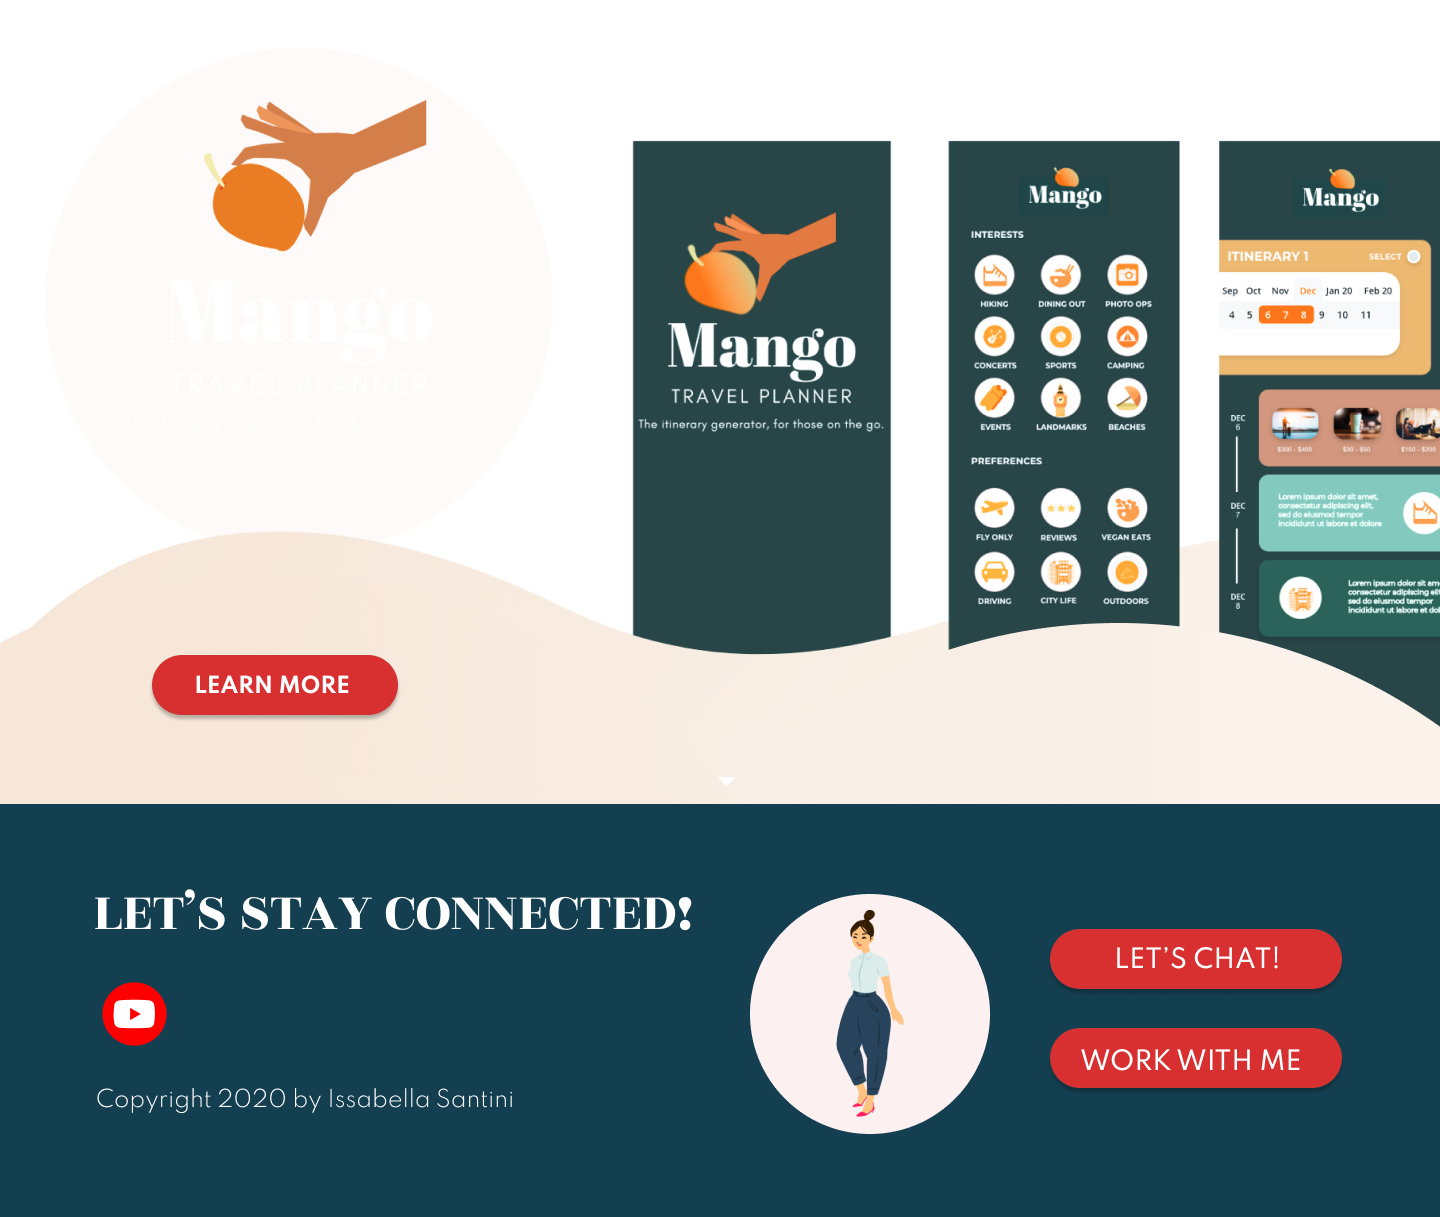 Mango
TRAVEL PLANNER
The itinerary generator, for those on the go.
LEARN MORE
Mango
TRAVEL PLANNER
The itinerary generator, for those on the go.
Mango
INTERESTS
HIKING DINING OUT PHOTO OPS
CONCERTS SPORTS CAMPING
EVENTS LANDMARKS BEACHES
PREFERENCES
FLY ONLY REVIEWS VEGAN EATS
DRIVING CITY LIFE OUTDOORS
Mango
ITINERARY 1 SELECT
Sep Oct Nov Dec Jan 20 Feb 20
4 5 6 7 8 9 10 11
DEC
6
$300 - $400 $30 - $50 $150 - $200
DEC
7
Lorem ipsum dolor sit amet,
consectetur adipiscing elit,
sed do eiusmod tempor
incididunt ut labore et dolore
DEC
8
Lorem ipsum dolor sit am
consectetur adipiscing eli
sed do eiusmod tempor
incididunt ut labore et dol
LET'S STAY CONNECTED!
Copyright 2020 by Issabella Santini
LET'S CHAT!
WORK WITH ME